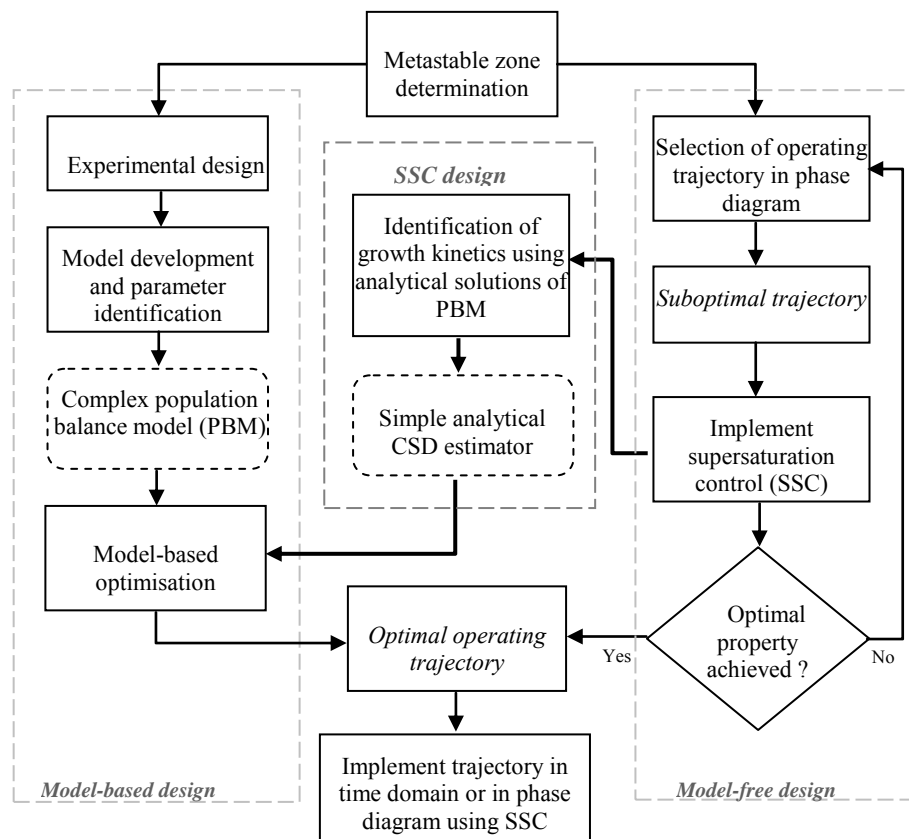 Metastable zone
determination
Experimental design
Model development
and parameter
identification
Complex population
balance model (PBM)
Model-based
optimisation
Model-based design
SSC design
Identification of
growth kinetics using
analytical solutions of
PBM
Simple analytical
CSD estimator
Selection of operating
trajectory in phase
diagram
Suboptimal trajectory
Implement
supersaturation
control (SSC)
Optimal
property
achieved ?
Yes
No
Model-free design
Optimal operating
trajectory
Implement trajectory in
time domain or in phase
diagram using SSC